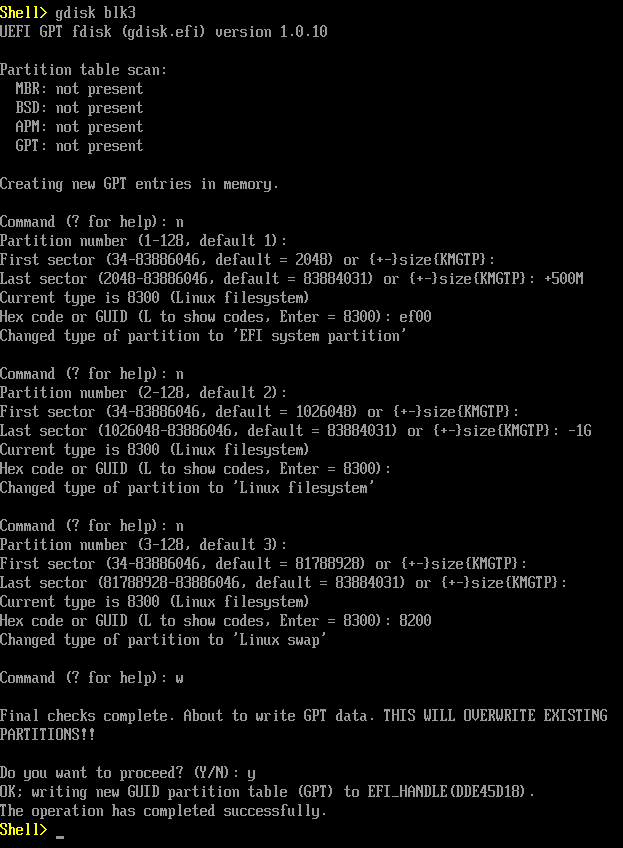 Shell> gdisk blk3
UEFI GPT fdisk (gdisk.efi) version 1.0.10
Partition table scan:
MBR: not present
BSD: not present
APM: not present
GPT: not present
Creating new GPT entries in memory.
Command (? for help): n
Partition number (1-128, default 1):
First sector (34-83886046, default = 2048) or {+-}size{KMGTP}:
Last sector (2048-83886046, default = 83884031) or {+-}size{KMGTP}: +500M
Current type is 8300 (Linux filesystem)
Hex code or GUID (L to show codes, Enter = 8300): ef00
Changed type of partition to 'EFI system partition'
Command (? for help): n
Partition number (2-128, default 2):
First sector (34-83886046, default = 1026048) or {+-}size{KMGTP}:
Last sector (1026048-83886046, default = 83884031) or {+-}size{KMGTP}: -1G
Current type is 8300 (Linux filesystem)
Hex code or GUID (L to show codes, Enter = 8300):
Changed type of partition to 'Linux filesystem'
Command (? for help): n
Partition number (3-128, default 3):
First sector (34-83886046, default = 81788928) or {+-}size{KMGTP}:
Last sector (81788928-83886046, default = 83884031) or {+-}size{KMGTP}:
Current type is 8300 (Linux filesystem)
Hex code or GUID (L to show codes, Enter = 8300): 8200
Changed type of partition to 'Linux swap'
Command (? for help): w
Final checks complete. About to write GPT data. THIS WILL OVERWRITE EXISTING
PARTITIONS!!
Do you want to proceed? (Y/N): y
OK; writing new GUID partition table (GPT) to EFI_HANDLE(DDE45D18).
The operation has completed successfully.
Shell> _